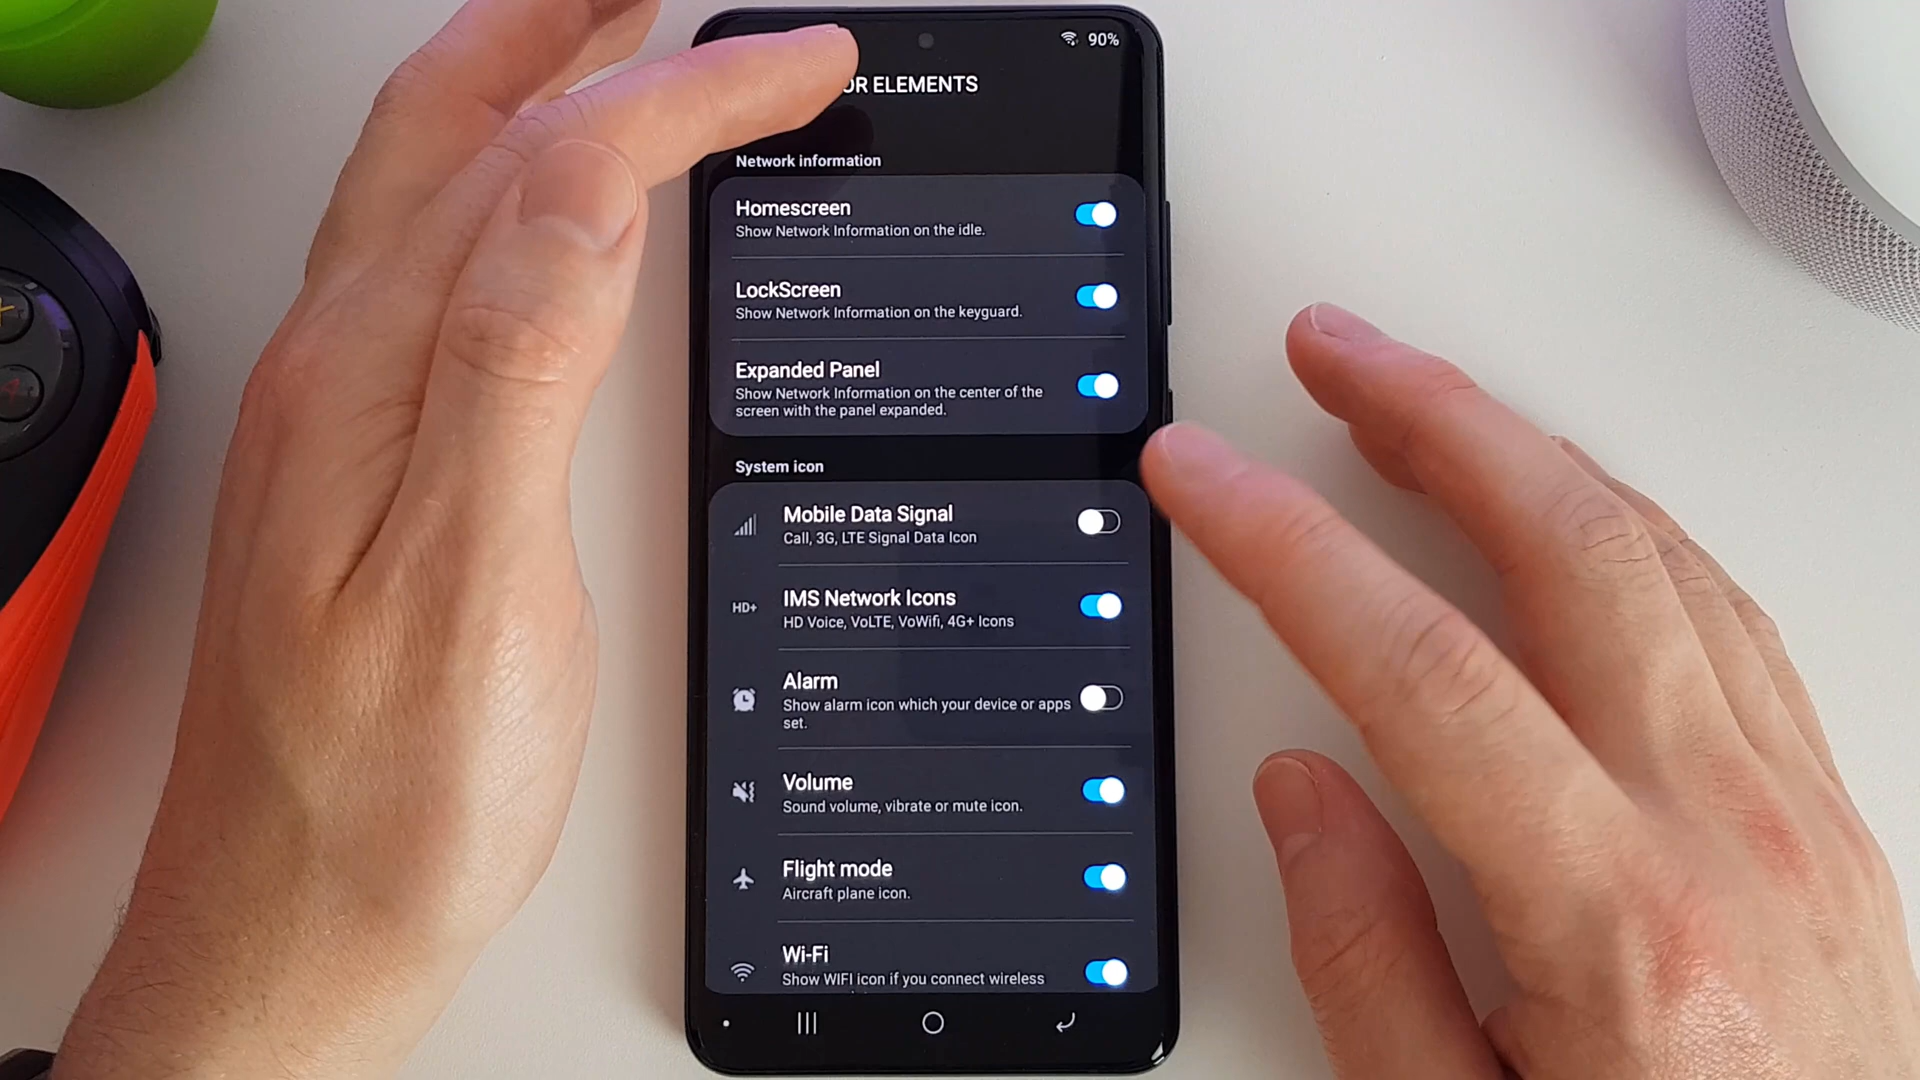 90%
OR ELEMENTS
Network information
Homescreen
Show Network Information on the idle.
LockScreen
Show Network Information on the keyguard.
Expanded Panel
Show Network Information on the center of the
screen with the panel expanded.
System icon
Mobile Data Signal
Call, 3G, LTE Signal Data Icon
HD+
IMS Network Icons
HD Voice, VoLTE, VoWifi, 4G+ Icons
Alarm
Show alarm icon which your device or apps
set.
Volume
Sound volume, vibrate or mute icon.
Flight mode
Aircraft plane icon.
Wi-Fi
Show WIFI icon if you connect wireless